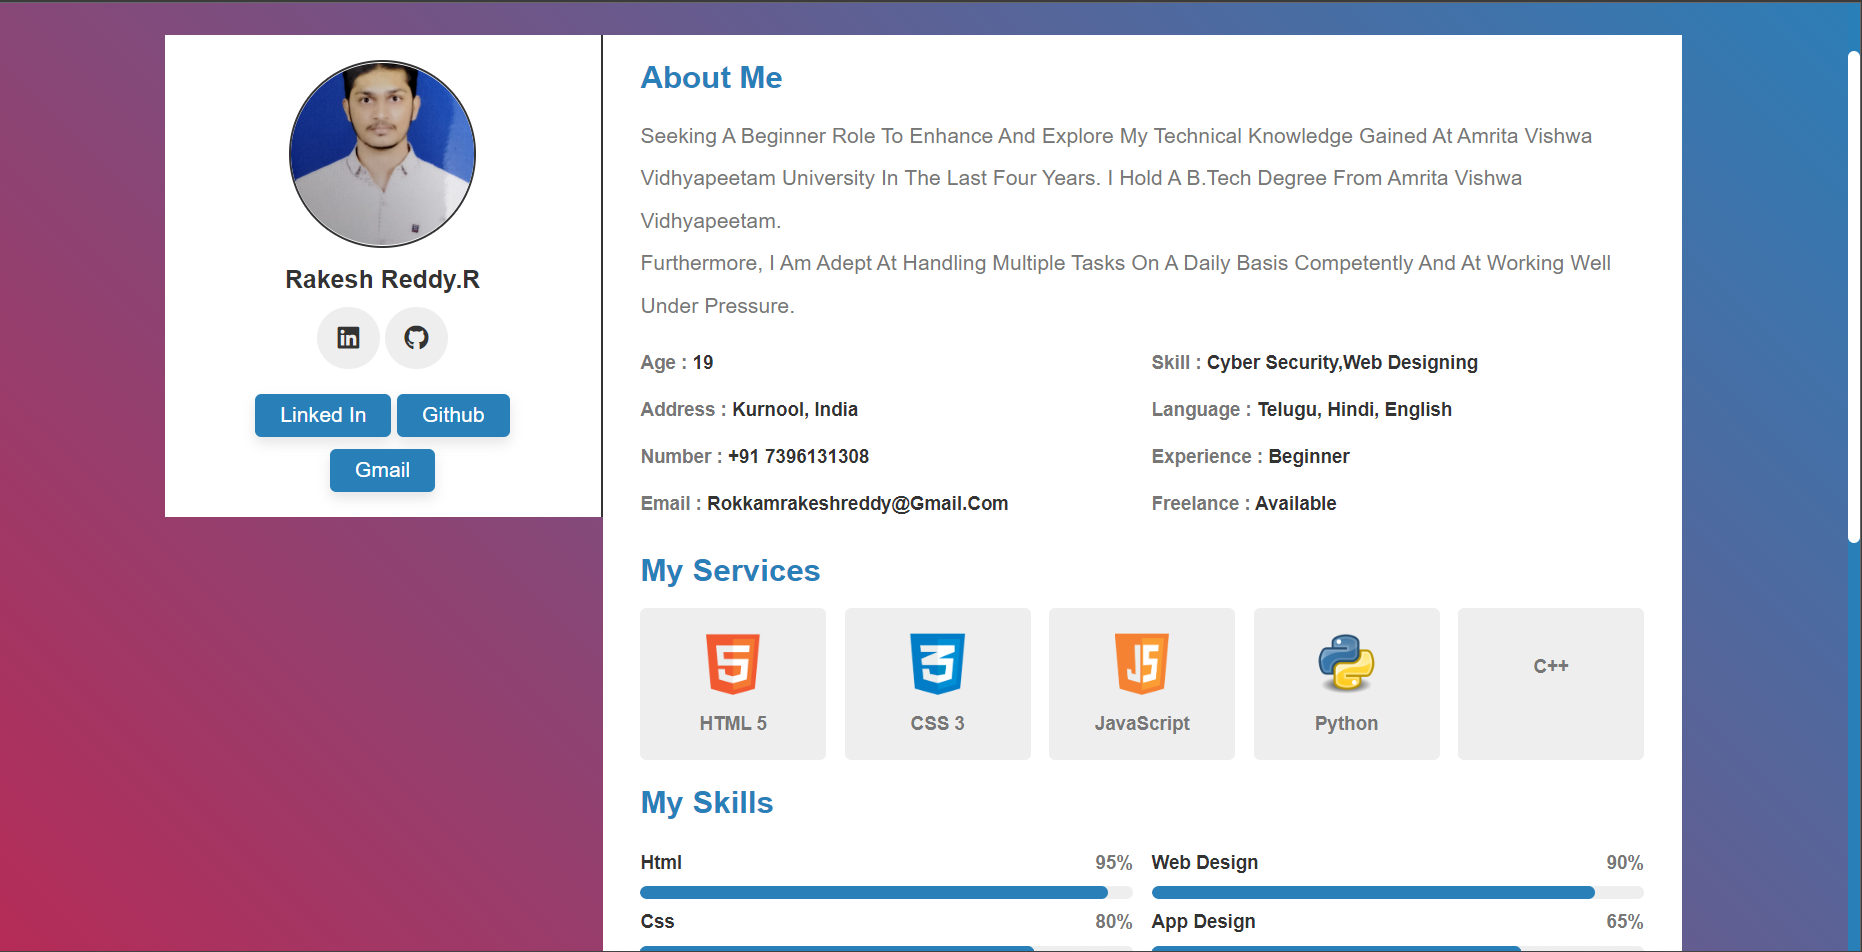 Rakesh Reddy.R
Linked In
Github
Gmail
About Me
Seeking A Beginner Role To Enhance And Explore My Technical Knowledge Gained At Amrita Vishwa
Vidhyapeetam University In The Last Four Years. I Hold A B.Tech Degree From Amrita Vishwa
Vidhyapeetam.
Furthermore, I Am Adept At Handling Multiple Tasks On A Daily Basis Competently And At Working Well
Under Pressure.
Age : 19
Skill : Cyber Security,Web Designing
Address : Kurnool, India
Language : Telugu, Hindi, English
Number : +91 7396131308
Experience : Beginner
Email : Rokkamrakeshreddy@Gmail.Com
Freelance : Available
My Services
5
3
JS
HTML 5
CSS 3
JavaScript
Python
C++
My Skills
Html 95%
Web Design 90%
Css 80%
App Design 65%